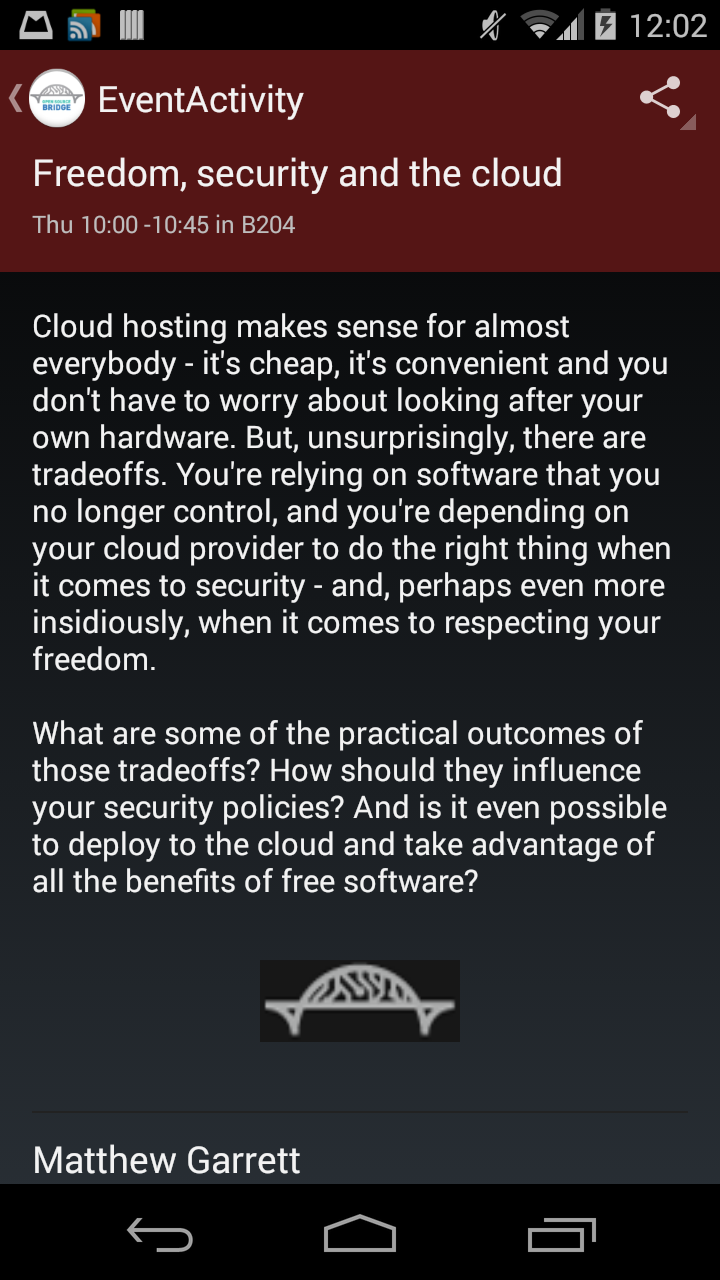 12:02
OPEN SOURCE
BRIDGE
EventActivity
Freedom, security and the cloud
Thu 10:00 -10:45 in B204
Cloud hosting makes sense for almost
everybody - it's cheap, it's convenient and you
don't have to worry about looking after your
own hardware. But, unsurprisingly, there are
tradeoffs. You're relying on software that you
no longer control, and you're depending on
your cloud provider to do the right thing when
it comes to security - and, perhaps even more
insidiously, when it comes to respecting your
freedom.
What are some of the practical outcomes of
those tradeoffs? How should they influence
your security policies? And is it even possible
to deploy to the cloud and take advantage of
all the benefits of free software?
Matthew Garrett